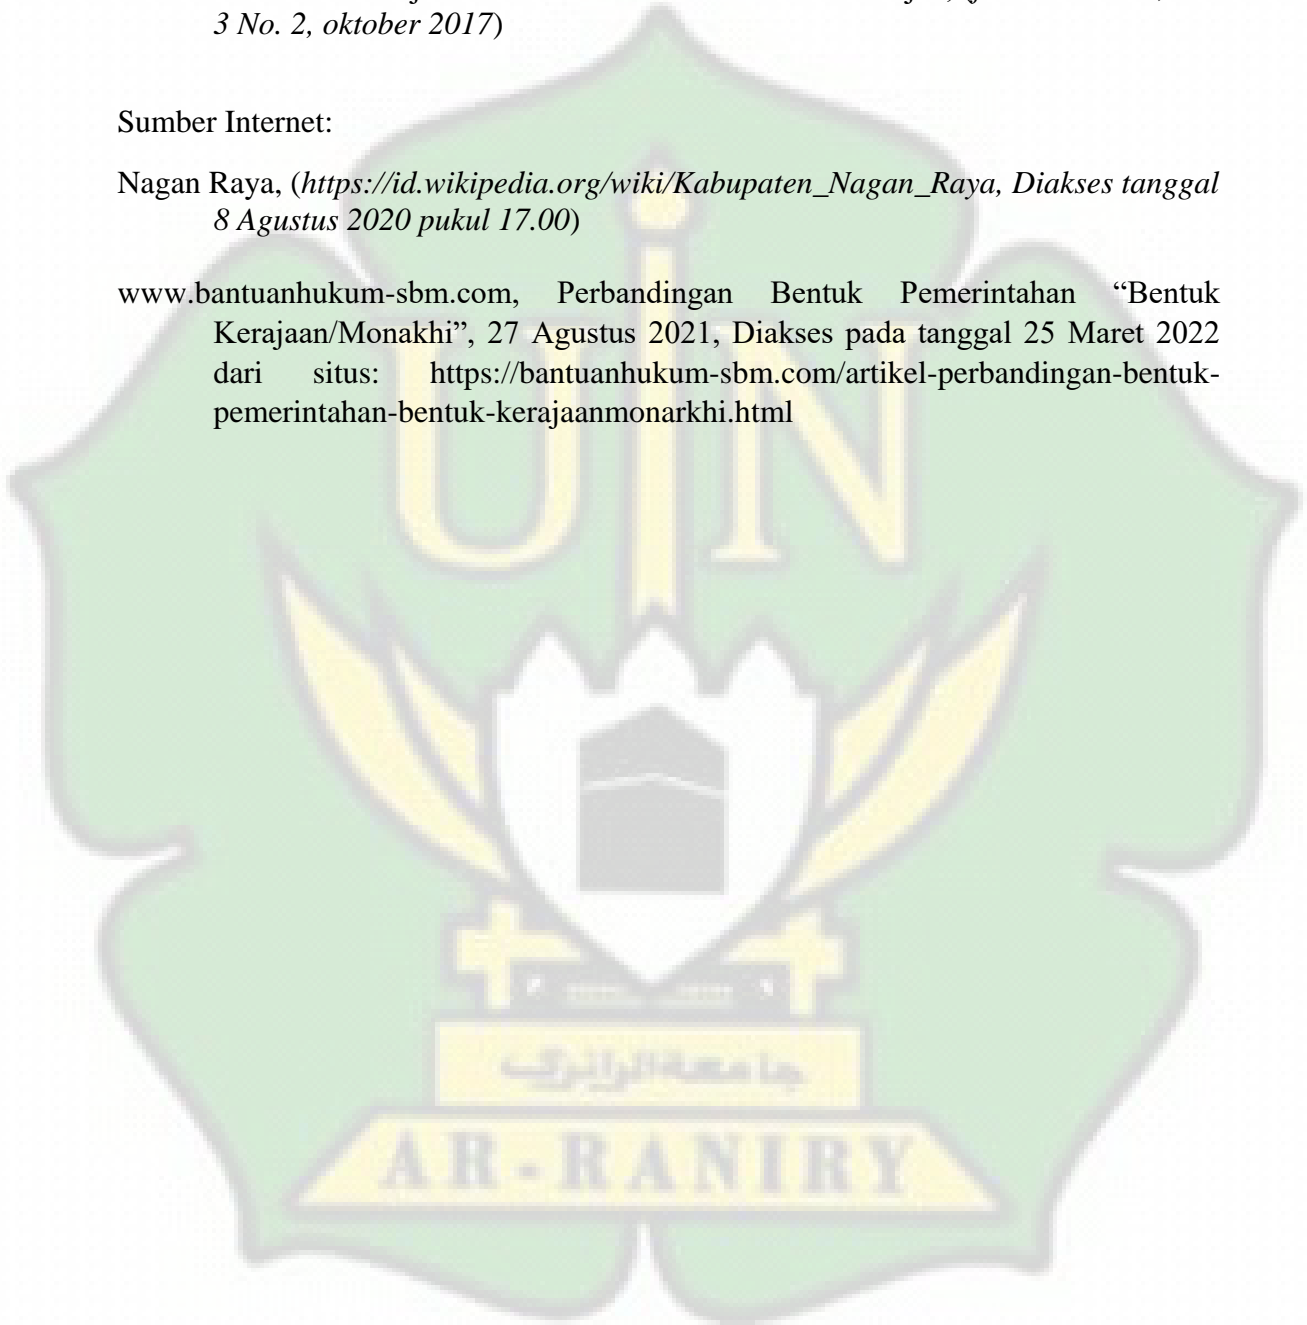 3 No. 2, oktober 2017)
Sumber Internet:
Nagan Raya, (https://id.wikipedia.org/wiki/Kabupaten_Nagan_Raya, Diakses tanggal
8 Agustus 2020 pukul 17.00)
www.bantuanhukum-sbm.com, Perbandingan Bentuk Pemerintahan “Bentuk
Kerajaan/Monakhi”, 27 Agustus 2021, Diakses pada tanggal 25 Maret 2022
dari situs: https://bantuanhukum-sbm.com/artikel-perbandingan-bentuk-
pemerintahan-bentuk-kerajaanmonarkhi.html
UIN
جامعة الرانرك
AR-RANIRY